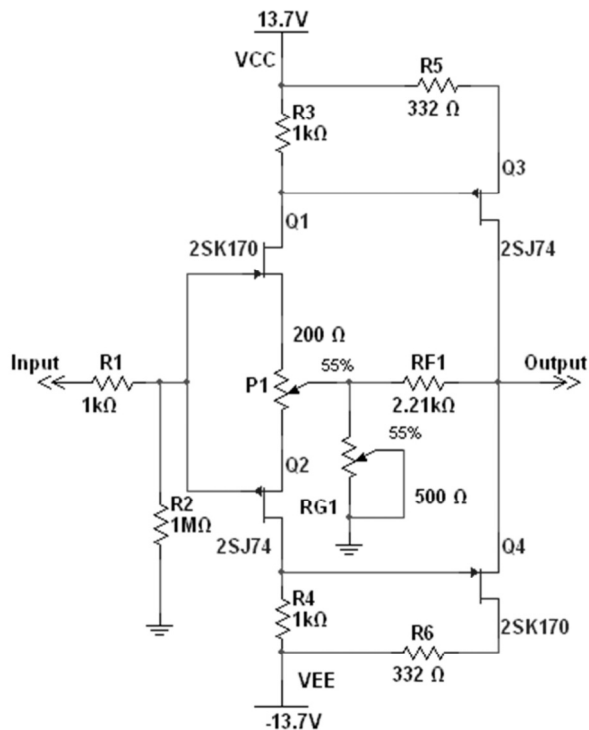 13.7V
VCC
R5
332 Ω
R3
1kΩ
Q3
Q1
2SK170
2SJ74
200 Ω
Input
R1
1kΩ
P1
55%
RF1
2.21kΩ
Output
55%
Q2
RG1
500 Ω
R2
1MΩ
2SJ74
Q4
R4
1kΩ
2SK170
R6
332 Ω
VEE
-13.7V